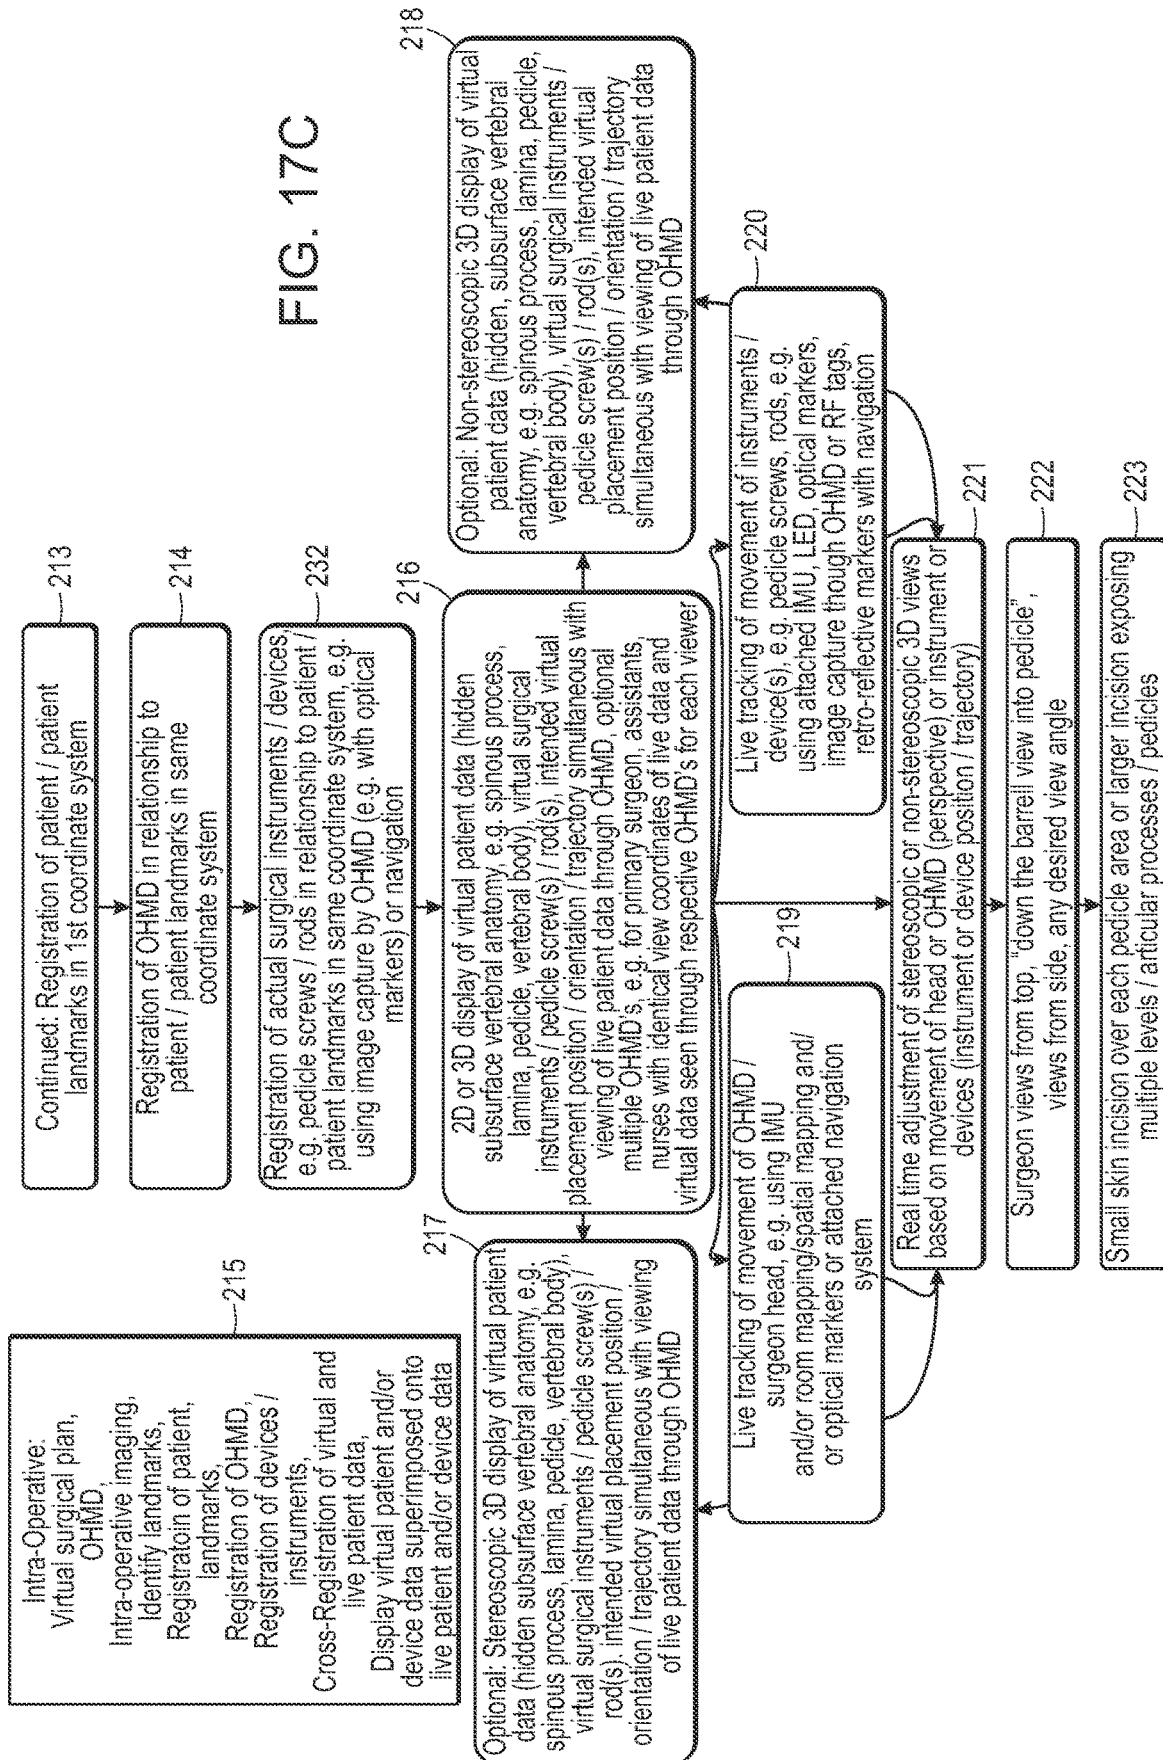 FIG. 17C
Continued: Registration of patient / patient
landmarks in 1st coordinate system
213
Registration of OHMD in relationship to
patient / patient landmarks in same
coordinate system
214
Registration of actual surgical instruments / devices,
e.g. pedicle screws / rods in relationship to patient /
patient landmarks in same coordinate system, e.g.
using image capture by OHMD (e.g. with optical
markers) or navigation
232
Intra-Operative:
Virtual surgical plan,
OHMD,
Intra-operative imaging,
Identify landmarks,
Registratoin of patient,
landmarks,
Registration of OHMD,
Registration of devices /
instruments,
Cross-Registration of virtual and
live patient data,
Display virtual patient and/or
device data superimposed onto
live patient and/or device data
215
2D or 3D display of virtual patient data (hidden
subsurface vertebral anatomy, e.g. spinous process,
lamina, pedicle, vertebral body), virtual surgical
instruments / pedicle screw(s) / rod(s), intended virtual
placement position / orientation / trajectory simultaneous with
viewing of live patient data through OHMD, optional
multiple OHMD's, e.g. for primary surgeon, assistants,
nurses with identical view coordinates of live data and
virtual data seen through respective OHMD's for each viewer
216
Optional: Stereoscopic 3D display of virtual patient
data (hidden subsurface vertebral anatomy, e.g.
spinous process, lamina, pedicle, vertebral body),
virtual surgical instruments / pedicle screw(s) /
rod(s). intended virtual placement position /
orientation / trajectory simultaneous with viewing
of live patient data through OHMD
217
Optional: Non-stereoscopic 3D display of virtual
patient data (hidden, subsurface vertebral
anatomy, e.g. spinous process, lamina, pedicle,
vertebral body), virtual surgical instruments /
pedicle screw(s) / rod(s), intended virtual
placement position / orientation / trajectory
simultaneous with viewing of live patient data
through OHMD
218
Live tracking of movement of OHMD /
surgeon head, e.g. using IMU
and/or room mapping/spatial mapping and/
or optical markers or attached navigation
system
219
Live tracking of movement of instruments /
device(s), e.g. pedicle screws, rods, e.g.
using attached IMU, LED, optical markers,
image capture though OHMD or RF tags,
retro-reflective markers with navigation
220
Real time adjustment of stereoscopic or non-stereoscopic 3D views
based on movement of head or OHMD (perspective) or instrument or
devices (instrument or device position / trajectory)
221
Surgeon views from top, "down the barrell view into pedicle",
views from side, any desired view angle
222
Small skin incision over each pedicle area or larger incision exposing
multiple levels / articular processes / pedicles
223